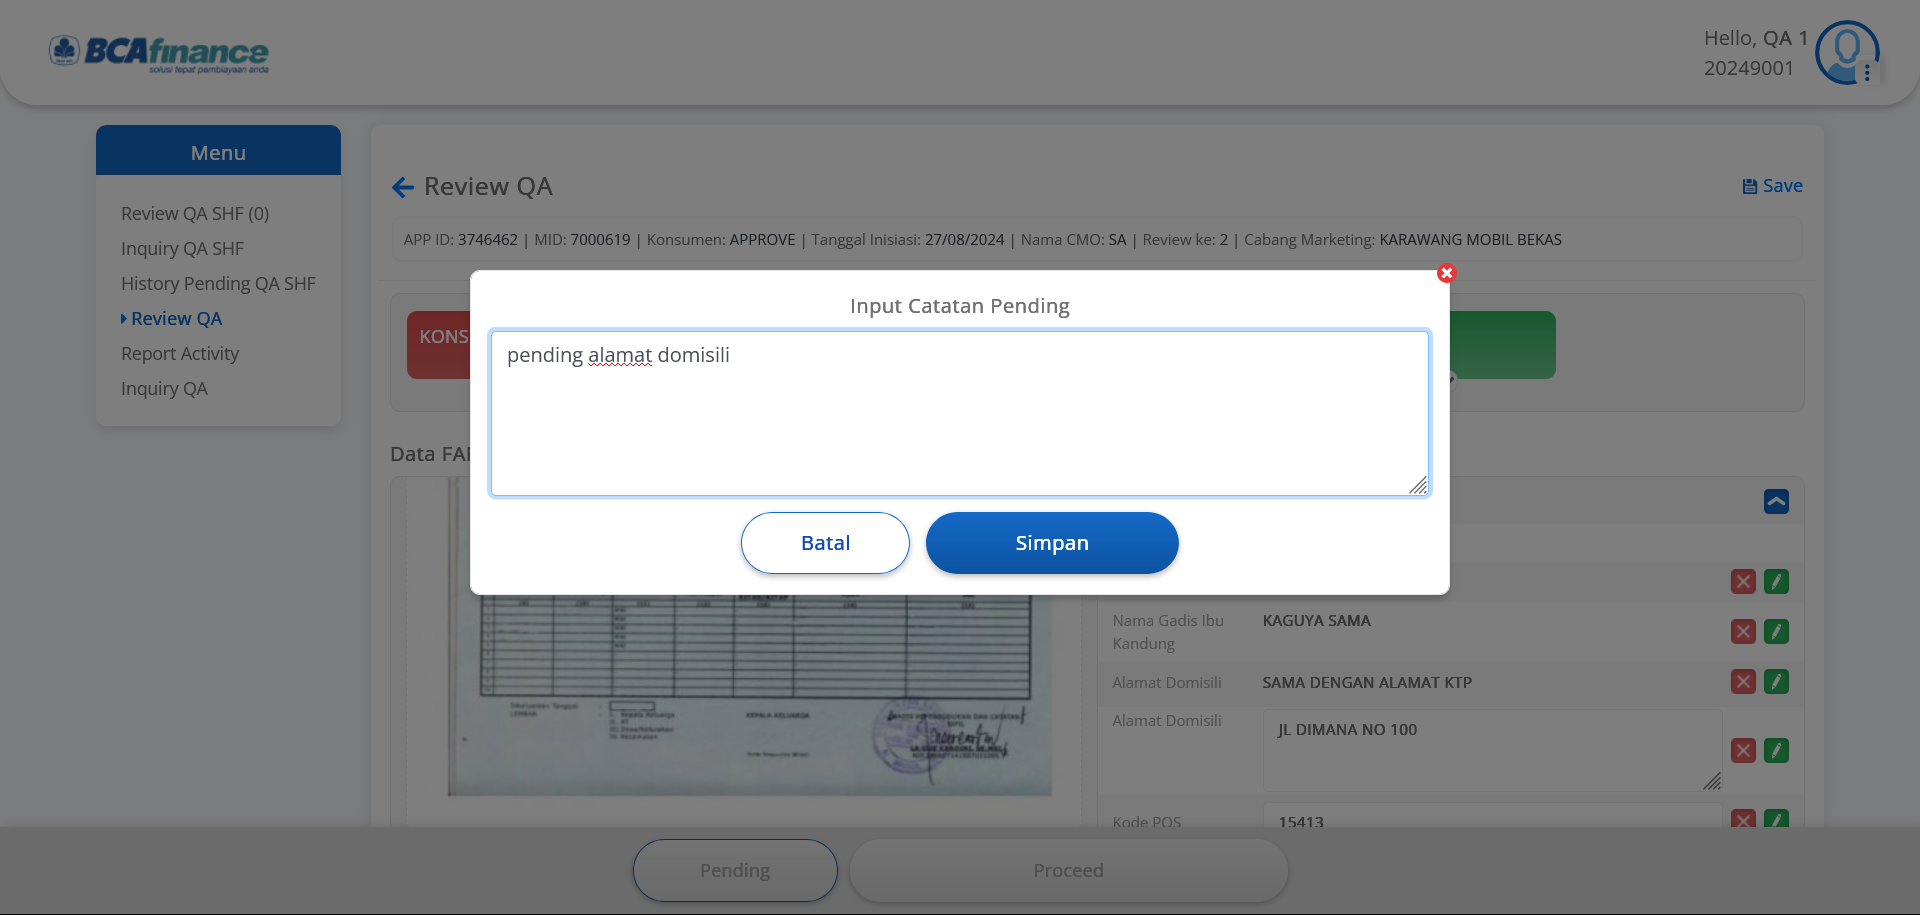 BCAfinance
solusi tepat pembiayaan anda
Hello, QA 1
20249001
Menu
Review QA SHF (0)
Inquiry QA SHF
History Pending QA SHF
Review QA
Report Activity
Inquiry QA
Review QA
Save
APP ID: 3746462 | MID: 7000619 | Konsumen: APPROVE | Tanggal Inisiasi: 27/08/2024 | Nama CMO: SA | Review ke: 2 | Cabang Marketing: KARAWANG MOBIL BEKAS
KONS
Data FA
Input Catatan Pending
pending alamat domisili
Batal
Simpan
Nama Gadis Ibu Kandung
KAGUYA SAMA
Alamat Domisili
SAMA DENGAN ALAMAT KTP
Alamat Domisili
JL DIMANA NO 100
Kode POS
15413
KEPALA KELUARGA
Pending
Proceed